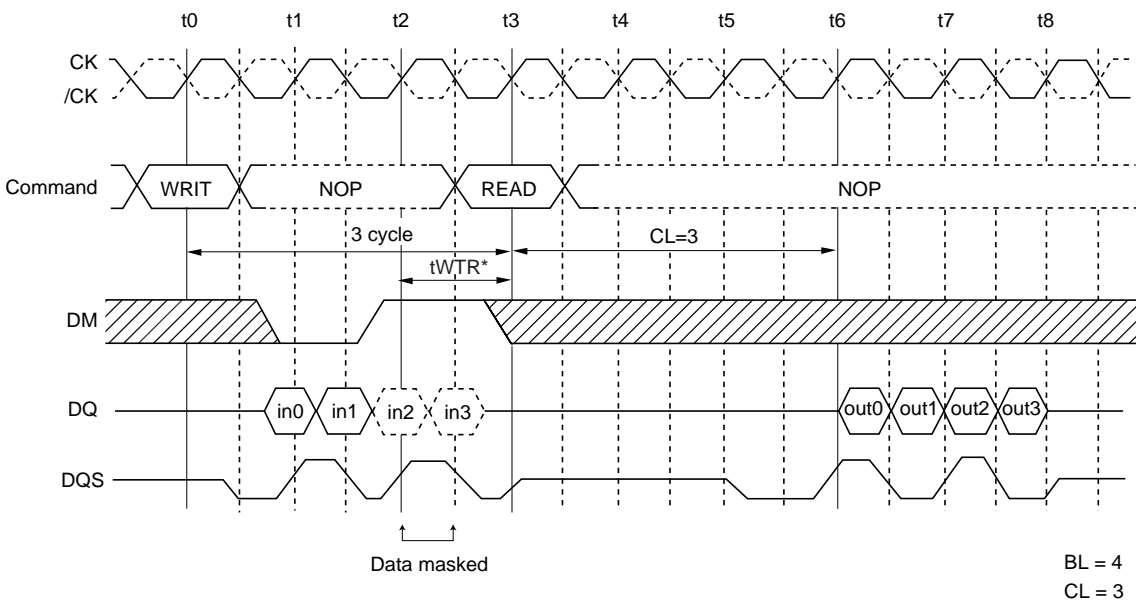 t0 t1 t2 t3 t4 t5 t6 t7 t8
CK
/CK
Command WRIT NOP READ NOP
3 cycle CL=3
tWTR*
DM
DQ in0 in1 in2 in3 out0 out1 out2 out3
DQS
Data masked
BL = 4
CL = 3